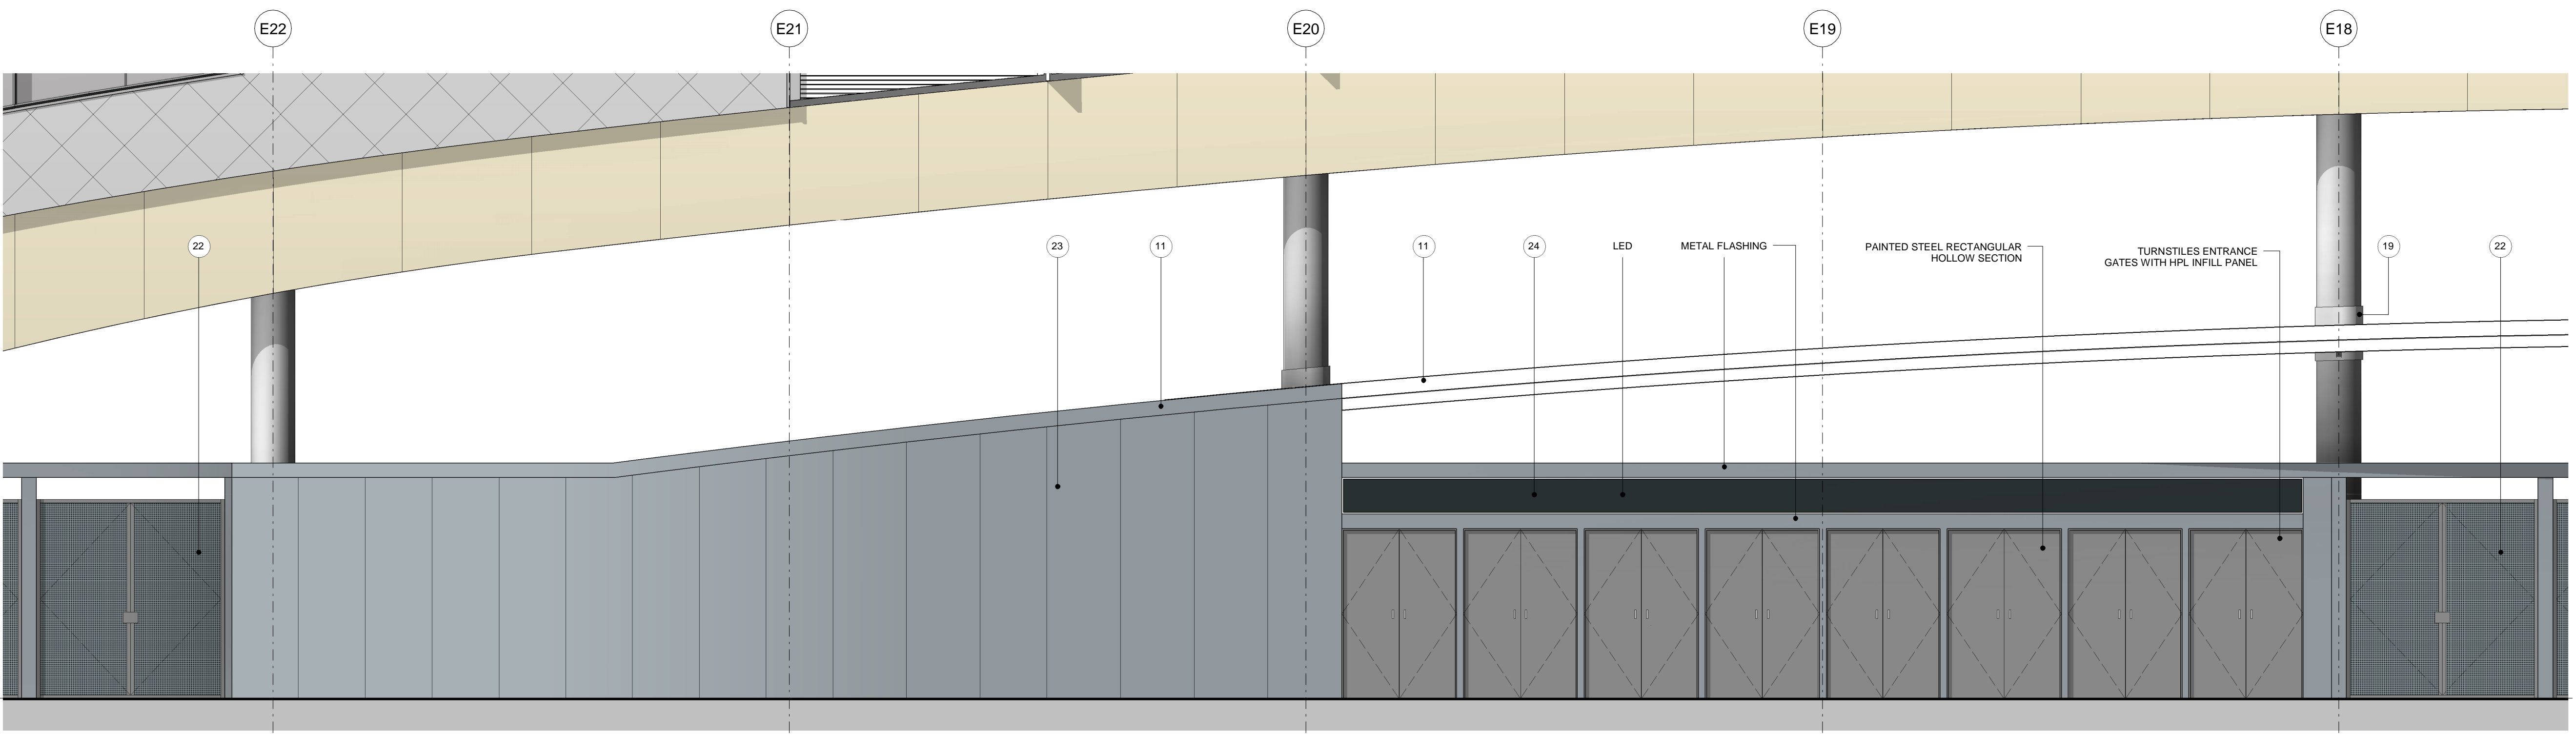 E22
E21
E20
E19
E18
22
23
11
11
24
LED
METAL FLASHING
PAINTED STEEL RECTANGULAR
HOLLOW SECTION
TURNSTILES ENTRANCE
GATES WITH HPL INFILL PANEL
19
22